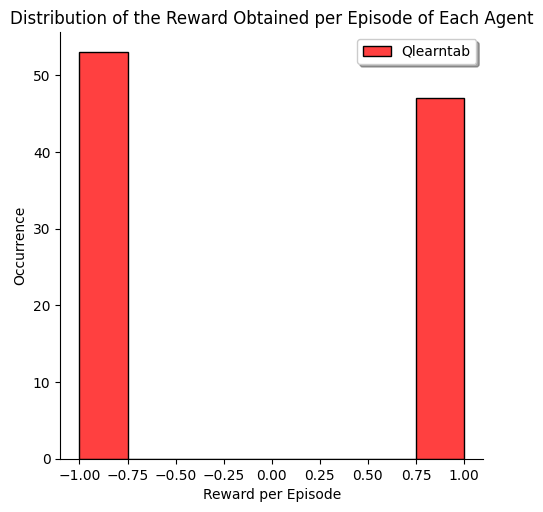 Distribution of the Reward Obtained per Episode of Each Agent
Qlearntab
50
40
30
20
10
0
Occurrence
−1.00 −0.75 −0.50 −0.25 0.00 0.25 0.50 0.75 1.00
Reward per Episode